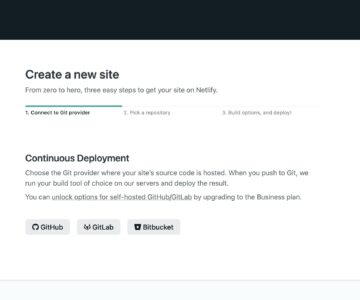 Create a new site
From zero to hero, three easy steps to get your site on Netlify.
1. Connect to Git provider
2. Pick a repository
3. Build options, and deploy!
Continuous Deployment
Choose the Git provider where your site's source code is hosted. When you push to Git, we
run your build tool of choice on our servers and deploy the result.
You can unlock options for self-hosted GitHub/GitLab by upgrading to the Business plan.
GitHub
GitLab
Bitbucket